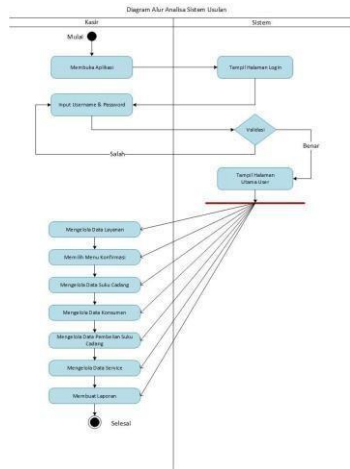 Diagram Alur Analisa Sistem Usulan
Kasir
Sistem
Mulai
Membuka Aplikasi
Tampil Halaman Login
Input Username & Password
Validasi
Salah
Benar
Tampil Halaman
Utama User
Mengelola Data Layanan
Memilih Menu Konfirmasi
Mengelola Data Suku Cadang
Mengelola Data Konsumen
Mengelola Data Pembelian Suku
Cadang
Mengelola Data Service
Membuat Laporan
Selesai